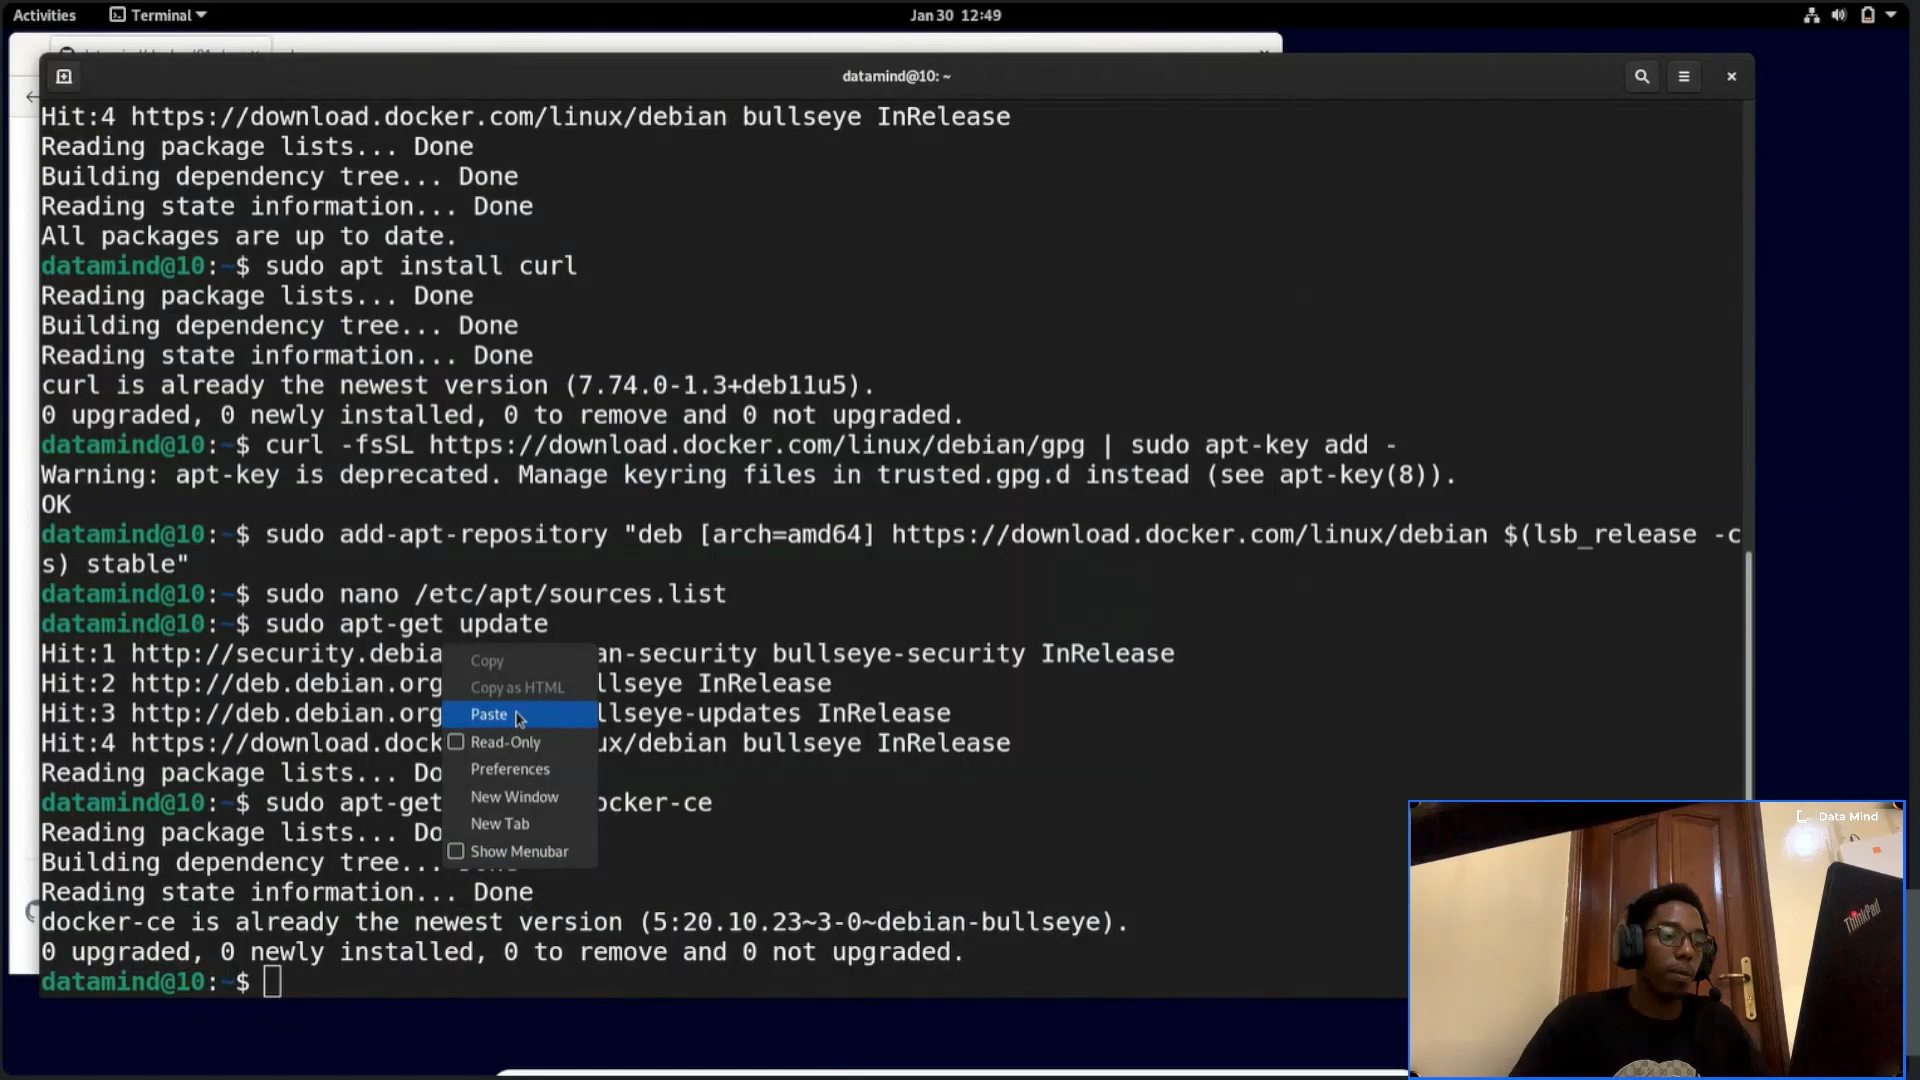 Activities
Terminal
Jan 30 12:49
datamind@10: ~
Hit:4 https://download.docker.com/linux/debian bullseye InRelease
Reading package lists... Done
Building dependency tree... Done
Reading state information... Done
All packages are up to date.
datamind@10:~$ sudo apt install curl
Reading package lists... Done
Building dependency tree... Done
Reading state information... Done
curl is already the newest version (7.74.0-1.3+deb11u5).
0 upgraded, 0 newly installed, 0 to remove and 0 not upgraded.
datamind@10:~$ curl -fsSL https://download.docker.com/linux/debian/gpg | sudo apt-key add -
Warning: apt-key is deprecated. Manage keyring files in trusted.gpg.d instead (see apt-key(8)).
OK
datamind@10:~$ sudo add-apt-repository "deb [arch=amd64] https://download.docker.com/linux/debian $(lsb_release -c
s) stable"
datamind@10:~$ sudo nano /etc/apt/sources.list
datamind@10:~$ sudo apt-get update
Hit:1 http://security.debia an-security bullseye-security InRelease
Hit:2 http://deb.debian.org llseye InRelease
Hit:3 http://deb.debian.org llseye-updates InRelease
Hit:4 https://download.dock ux/debian bullseye InRelease
Reading package lists... Do
datamind@10:~$ sudo apt-get ocker-ce
Reading package lists... Do
Building dependency tree...
Reading state information... Done
docker-ce is already the newest version (5:20.10.23~3-0~debian-bullseye).
0 upgraded, 0 newly installed, 0 to remove and 0 not upgraded.
datamind@10:~$
Copy
Copy as HTML
Paste
Read-Only
Preferences
New Window
New Tab
Show Menubar
Data Mind
ThinkPad